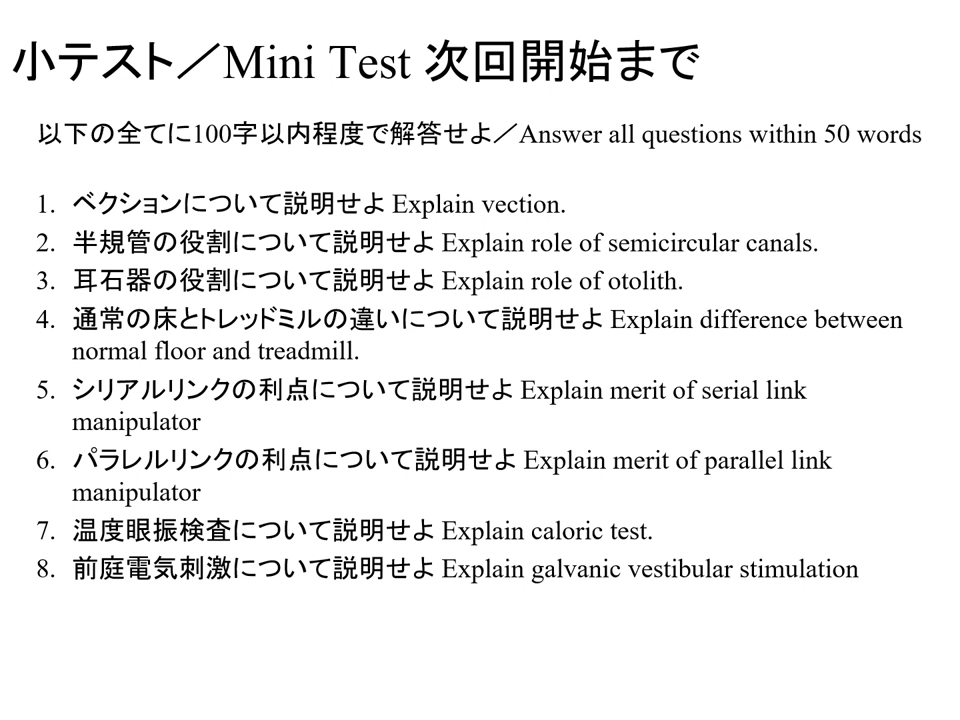 小テスト／Mini Test 次回開始まで
以下の全てに100字以内程度で解答せよ／Answer all questions within 50 words
1. ベクションについて説明せよ Explain vection.
2. 半規管の役割について説明せよ Explain role of semicircular canals.
3. 耳石器の役割について説明せよ Explain role of otolith.
4. 通常の床とトレッドミルの違いについて説明せよ Explain difference between
normal floor and treadmill.
5. シリアルリンクの利点について説明せよ Explain merit of serial link
manipulator
6. パラレルリンクの利点について説明せよ Explain merit of parallel link
manipulator
7. 温度眼振検査について説明せよ Explain caloric test.
8. 前庭電気刺激について説明せよ Explain galvanic vestibular stimulation